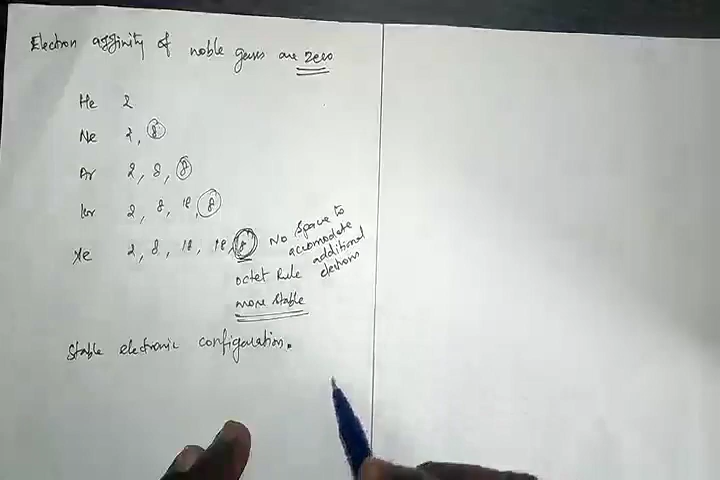 Electron affinity of noble gases are zero
He 2
Ne 2, 8
Ar 2, 8, 8
Kr 2, 8, 18, 8
Xe 2, 8, 18, 18, 8
No space to
accomodate
additional
electrons
octet Rule
more stable
Stable electronic configuration.